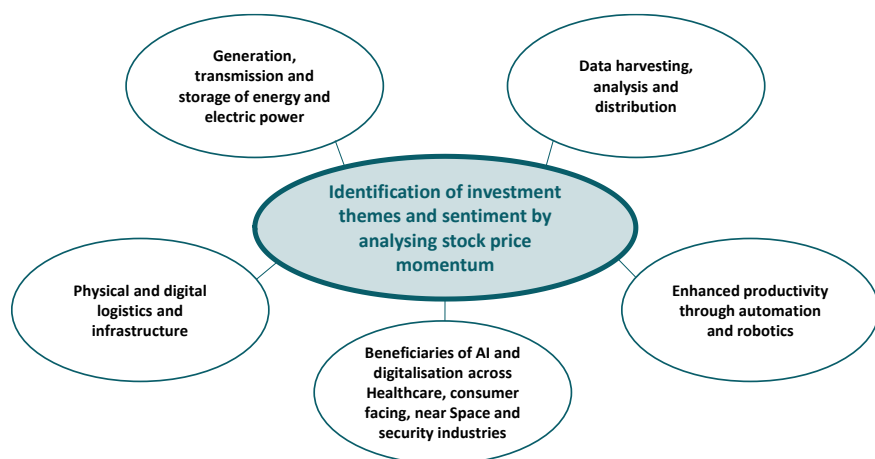 Generation,
transmission and
storage of energy and
electric power
Data harvesting,
analysis and
distribution
Identification of investment
themes and sentiment by
analysing stock price
momentum
Physical and digital
logistics and
infrastructure
Enhanced productivity
through automation
and robotics
Beneficiaries of AI and
digitalisation across
Healthcare, consumer
facing, near Space and
security industries